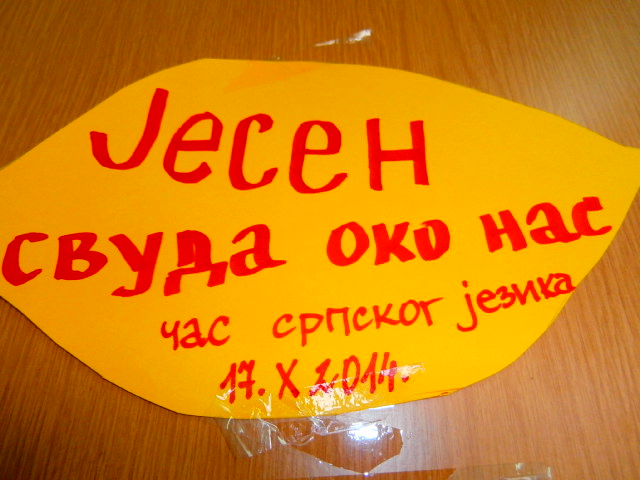 Јесен
свуда око нас
час српског језика
17. X 2014.